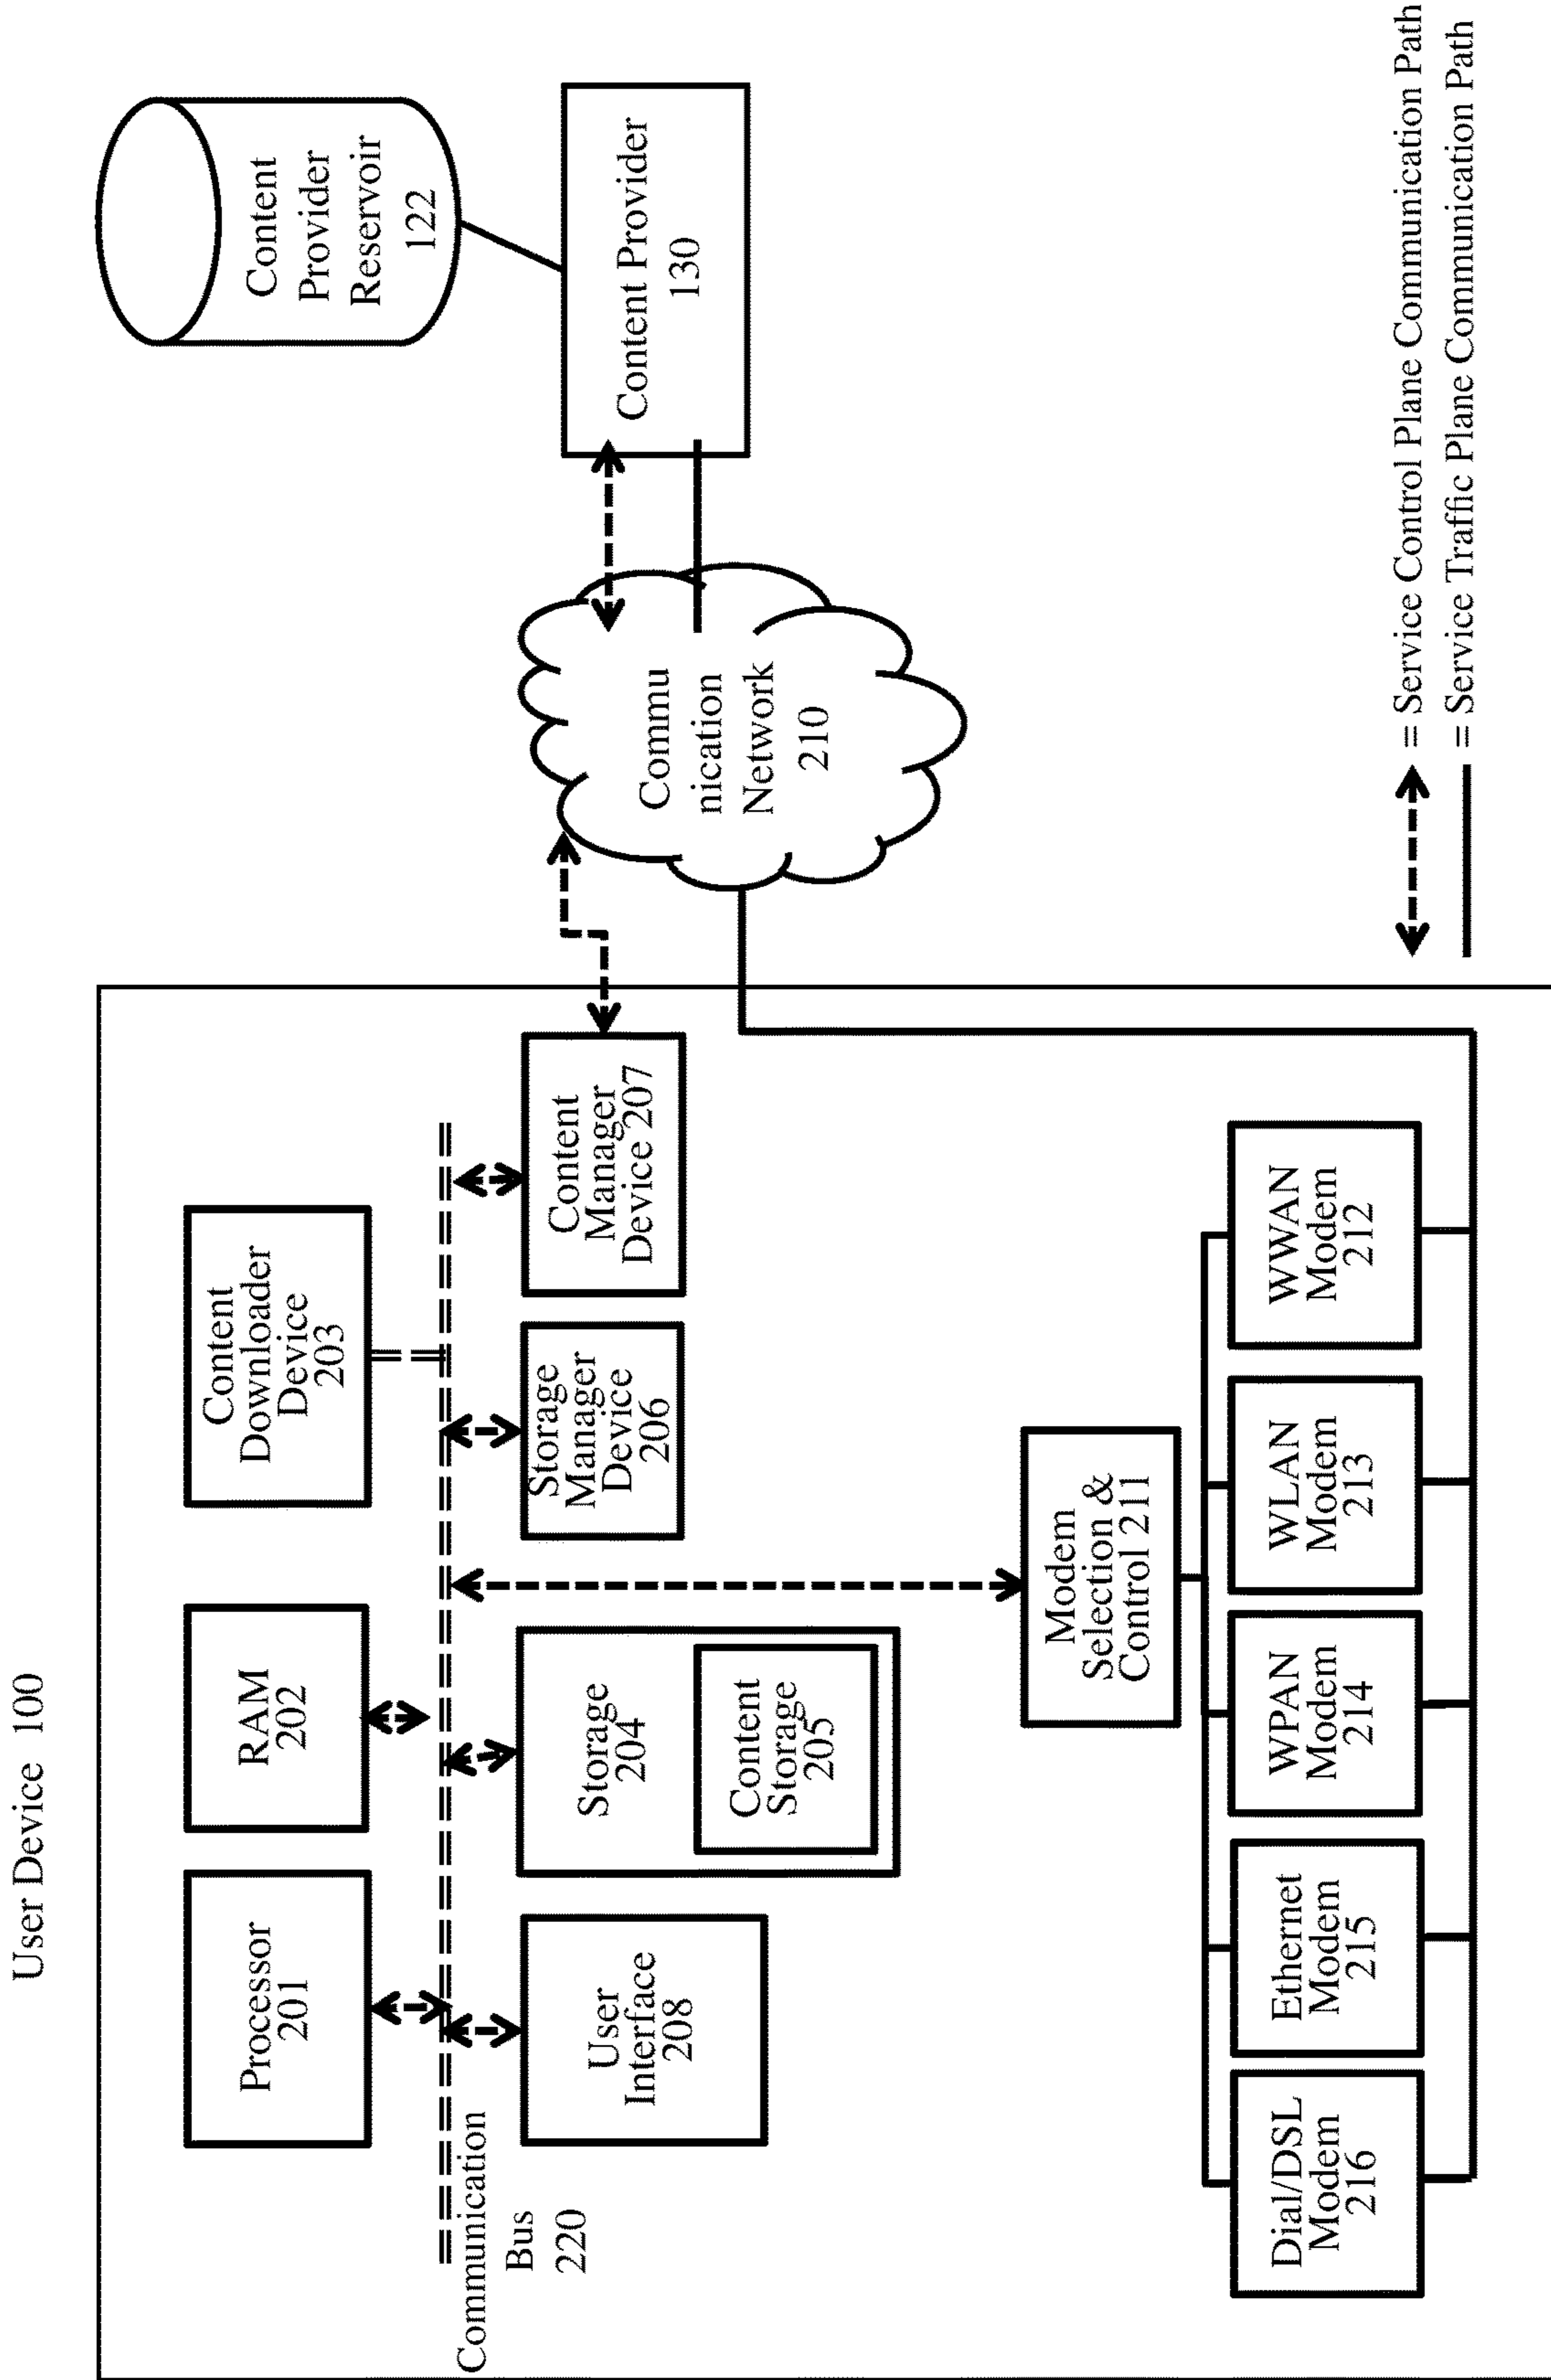 User Device 100
Processor
201
RAM
202
Content
Downloader
Device
203
Communication
Bus
220
User
Interface
208
Storage
204
Content
Storage
205
Storage
Manager
Device
206
Content
Manager
Device 207
Modem
Selection &
Control 211
Dial/DSL
Modem
216
Ethernet
Modem
215
WPAN
Modem
214
WLAN
Modem
213
WWAN
Modem
212
Commu
nication
Network
210
Content
Provider
Reservoir
122
Content Provider
130
= Service Control Plane Communication Path
= Service Traffic Plane Communication Path